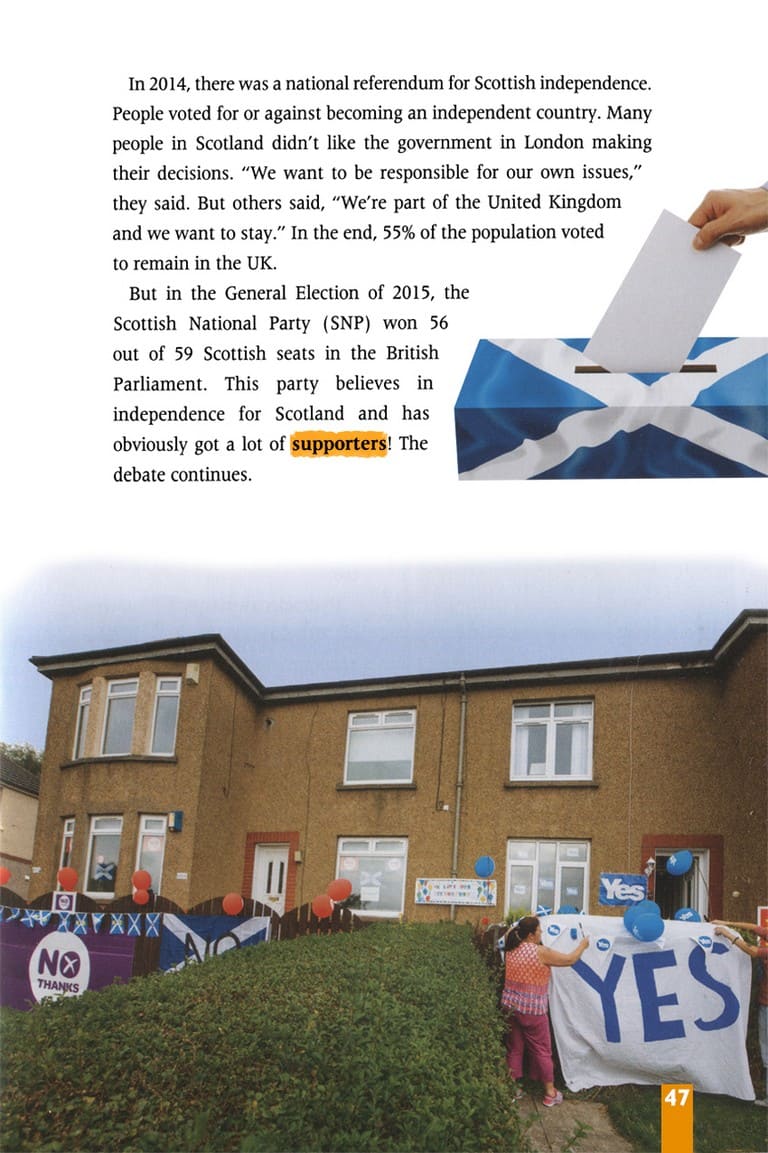 In 2014, there was a national referendum for Scottish independence.
People voted for or against becoming an independent country. Many
people in Scotland didn't like the government in London making
their decisions. “We want to be responsible for our own issues,”
they said. But others said, “We're part of the United Kingdom
and we want to stay.” In the end, 55% of the population voted
to remain in the UK.
But in the General Election of 2015, the
Scottish National Party (SNP) won 56
out of 59 Scottish seats in the British
Parliament. This party believes in
independence for Scotland and has
obviously got a lot of supporters! The
debate continues.
Yes
NO
THANKS
NO
YES
47